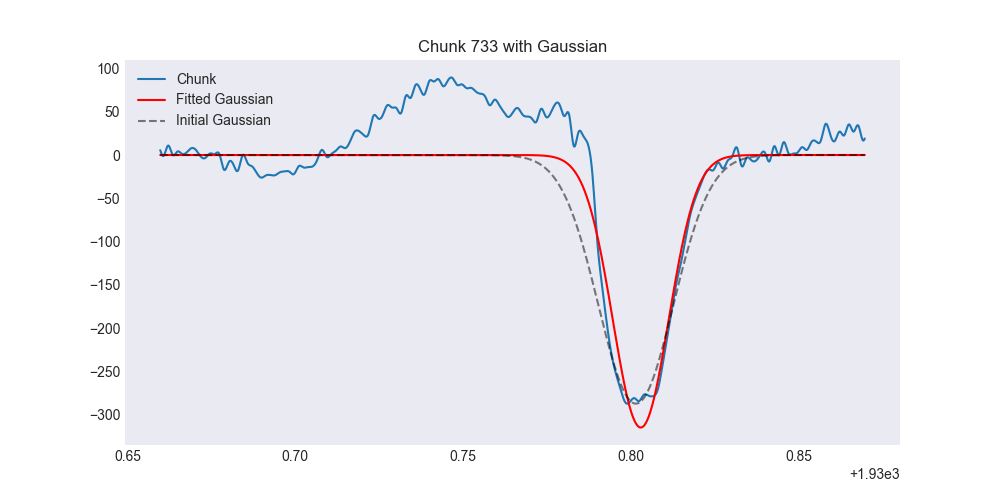 Chunk 733 with Gaussian
Chunk
Fitted Gaussian
Initial Gaussian
100
50
0
−50
−100
−150
−200
−250
−300
0.65 0.70 0.75 0.80 0.85
+1.93e3